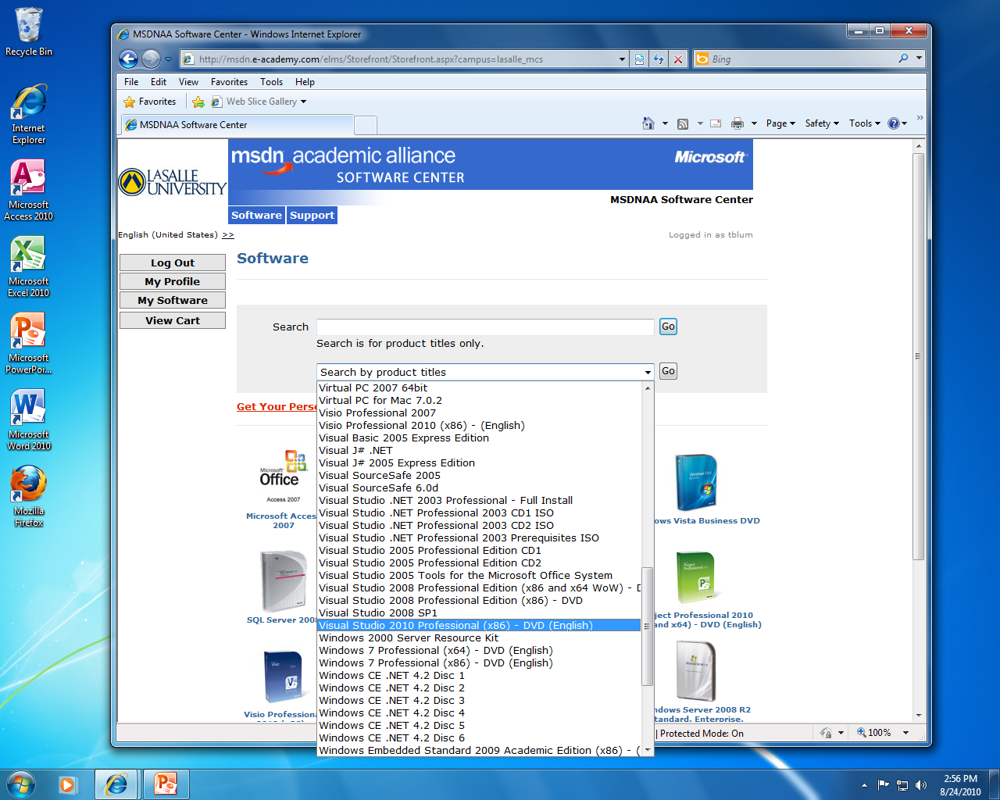 Recycle Bin
Internet
Explorer
Microsoft
Access 2010
Microsoft
Excel 2010
Microsoft
PowerPoi...
Microsoft
Word 2010
Mozilla
Firefox
MSDNAA Software Center - Windows Internet Explorer
http://msdn.e-academy.com/elms/Storefront/Storefront.aspx?campus=lasalle_mcs
Bing
File Edit View Favorites Tools Help
Favorites Web Slice Gallery
MSDNAA Software Center
Page Safety Tools
LASALLE
UNIVERSITY
msdn academic alliance
SOFTWARE CENTER
Microsoft
MSDNAA Software Center
Software Support
English (United States) >>
Logged in as tblum
Log Out
My Profile
My Software
View Cart
Software
Search Go
Search is for product titles only.
Search by product titles Go
Get Your Perso
Virtual PC 2007 64bit
Virtual PC for Mac 7.0.2
Visio Professional 2007
Visio Professional 2010 (x86) - (English)
Visual Basic 2005 Express Edition
Visual J# .NET
Visual J# 2005 Express Edition
Visual SourceSafe 2005
Visual SourceSafe 6.0d
Visual Studio .NET 2003 Professional - Full Install
Visual Studio .NET Professional 2003 CD1 ISO
Visual Studio .NET Professional 2003 CD2 ISO
Visual Studio .NET Professional 2003 Prerequisites ISO
Visual Studio 2005 Professional Edition CD1
Visual Studio 2005 Professional Edition CD2
Visual Studio 2005 Tools for the Microsoft Office System
Visual Studio 2008 Professional Edition (x86 and x64 WoW) - D
Visual Studio 2008 Professional Edition (x86) - DVD
Visual Studio 2008 SP1
Visual Studio 2010 Professional (x86) - DVD (English)
Windows 2000 Server Resource Kit
Windows 7 Professional (x64) - DVD (English)
Windows 7 Professional (x86) - DVD (English)
Windows CE .NET 4.2 Disc 1
Windows CE .NET 4.2 Disc 2
Windows CE .NET 4.2 Disc 3
Windows CE .NET 4.2 Disc 4
Windows CE .NET 4.2 Disc 5
Windows CE .NET 4.2 Disc 6
Windows Embedded Standard 2009 Academic Edition (x86) - (
Microsoft
Office
Access 2007
Microsoft Acces
2007
SQL Server 2008
Visio Professiona
ows Vista Business DVD
ject Professional 2010
and x64) - DVD (English)
ndows Server 2008 R2
tandard, Enterprise,
| Protected Mode: On
100%
2:56 PM
8/24/2010